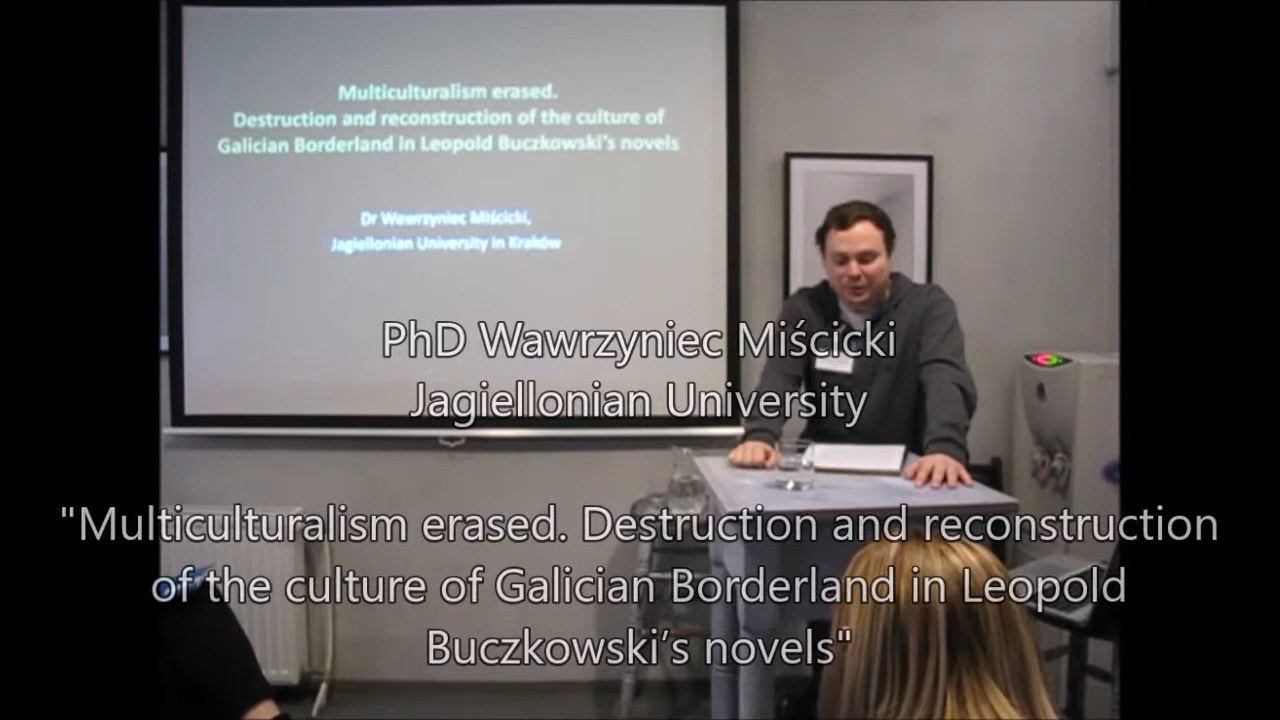 Multiculturalism erased.
Destruction and reconstruction of the culture of
Galician Borderland in Leopold Buczkowski's novels
Dr Wawrzyniec Miścicki,
Jagiellonian University in Kraków
PhD Wawrzyniec Miścicki
Jagiellonian University
"Multiculturalism erased. Destruction and reconstruction
of the culture of Galician Borderland in Leopold
Buczkowski’s novels"